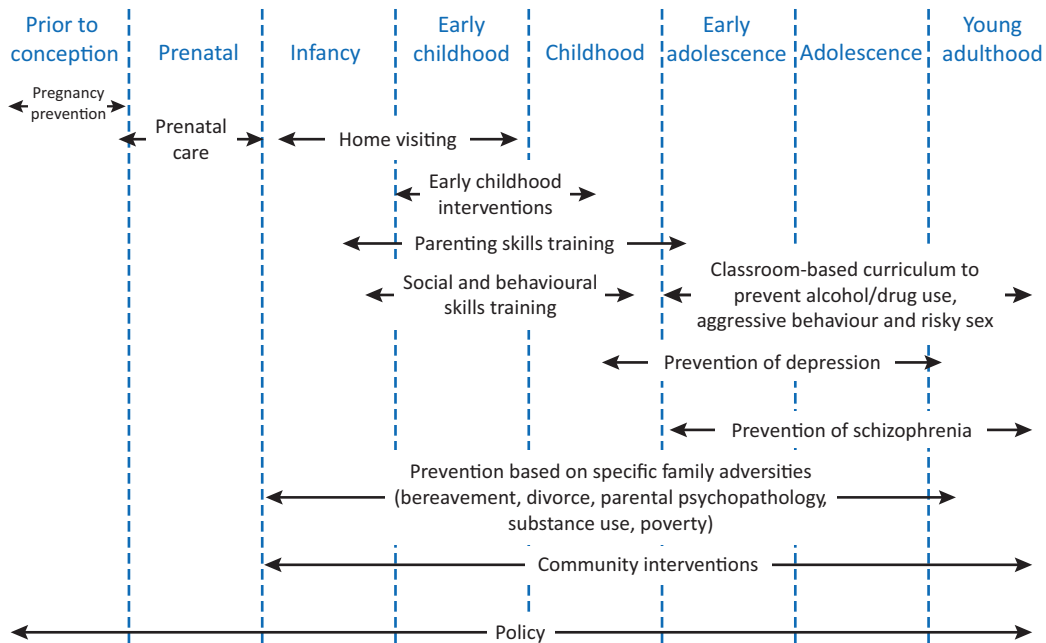 Prior to
conception
Prenatal
Infancy
Early
childhood
Childhood
Early
adolescence
Adolescence
Young
adulthood
Pregnancy
prevention
Prenatal
care
Home visiting
Early childhood
interventions
Parenting skills training
Social and behavioural
skills training
Classroom-based curriculum to
prevent alcohol/drug use,
aggressive behaviour and risky sex
Prevention of depression
Prevention of schizophrenia
Prevention based on specific family adversities
(bereavement, divorce, parental psychopathology,
substance use, poverty)
Community interventions
Policy